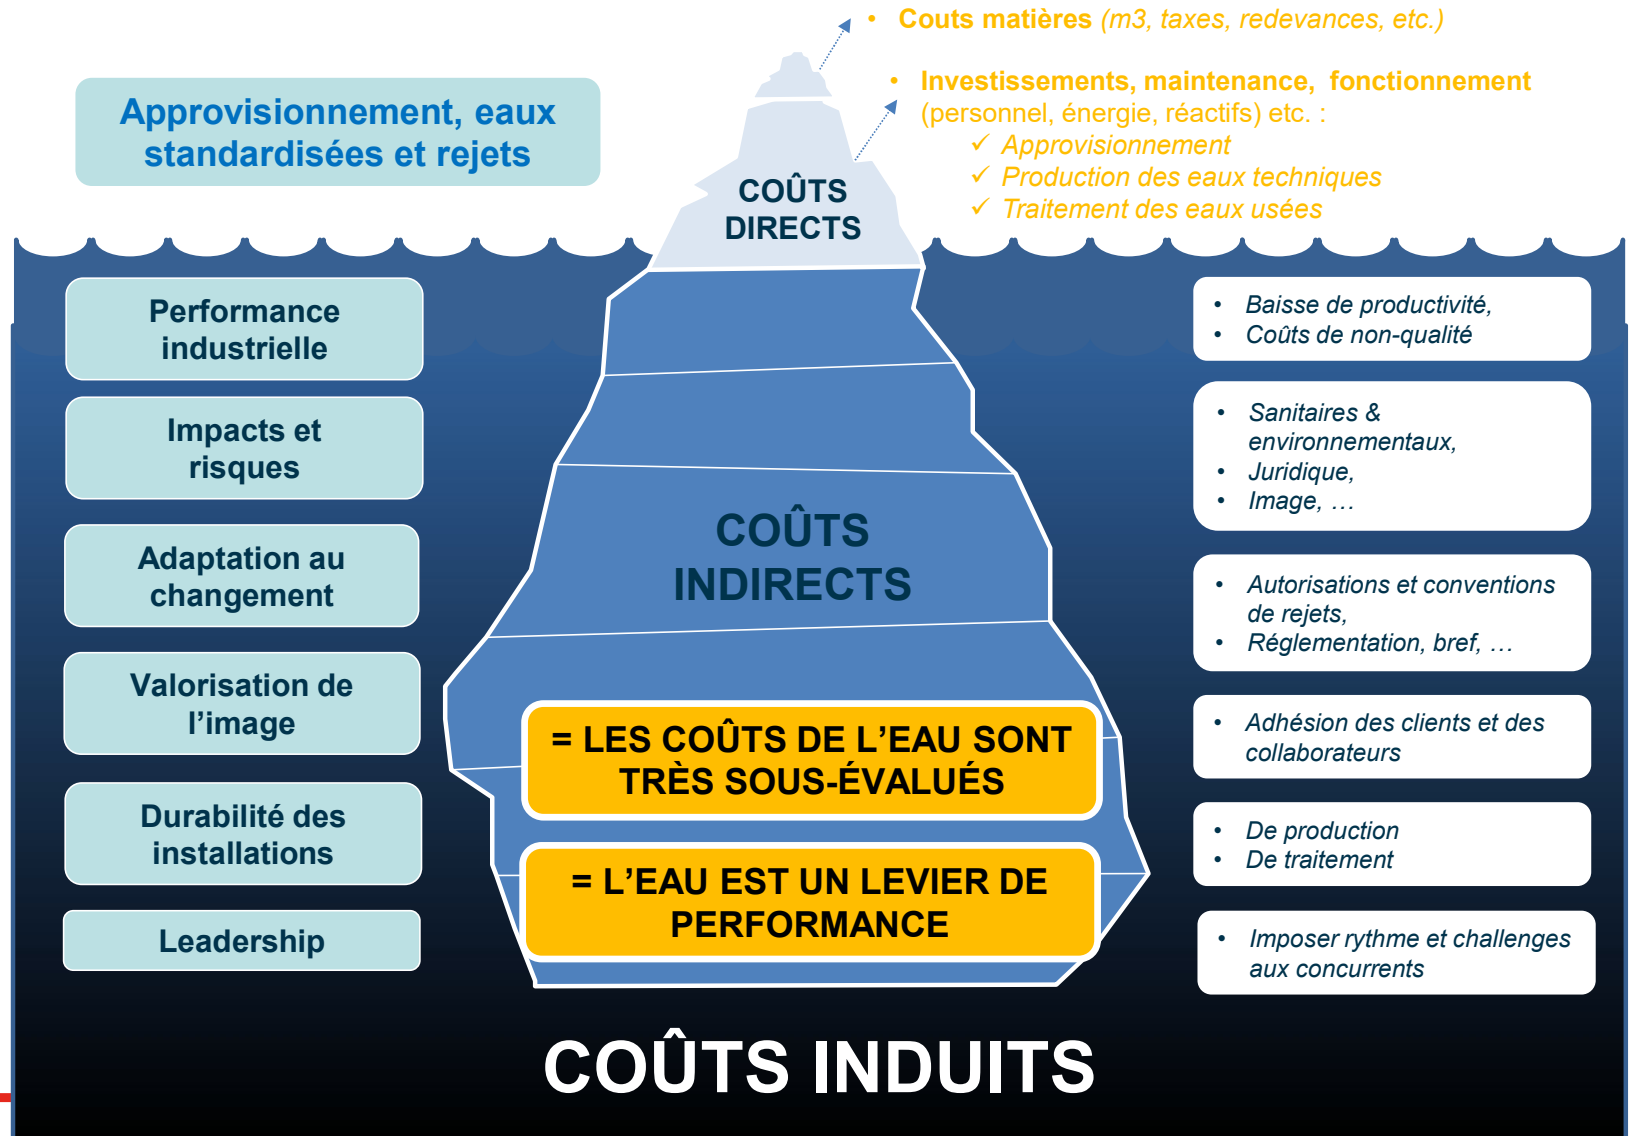 • Couts matières (m3, taxes, redevances, etc.)
• Investissements, maintenance, fonctionnement
(personnel, énergie, réactifs) etc. :
✓ Approvisionnement
✓ Production des eaux techniques
✓ Traitement des eaux usées
Approvisionnement, eaux
standardisées et rejets
COÛTS
DIRECTS
Performance
industrielle
• Baisse de productivité,
• Coûts de non-qualité
Impacts et
risques
• Sanitaires &
environnementaux,
• Juridique,
• Image, …
COÛTS
INDIRECTS
Adaptation au
changement
• Autorisations et conventions
de rejets,
• Réglementation, bref, …
Valorisation de
l’image
= LES COÛTS DE L’EAU SONT
TRÈS SOUS-ÉVALUÉS
• Adhésion des clients et des
collaborateurs
Durabilité des
installations
• De production
• De traitement
= L’EAU EST UN LEVIER DE
PERFORMANCE
Leadership
• Imposer rythme et challenges
aux concurrents
COÛTS INDUITS